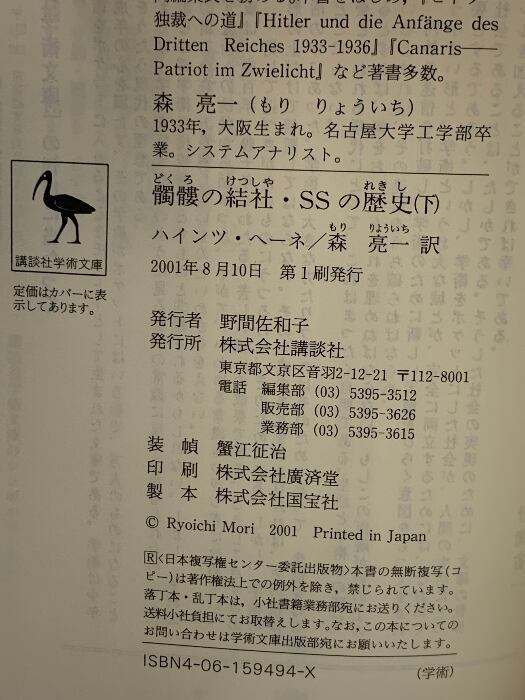 独裁への道』『Hitler und die Anfänge des
Dritten Reiches 1933-1936』『Canaris——
Patriot im Zwielicht』など著書多数。
森 亮一(もり りょういち)
1933年,大阪生まれ。名古屋大学工学部卒
業。システムアナリスト。
どくろ けっしゃ れきし
髑髏の結社・SSの歴史(下)
もり りょういち
ハインツ・ヘーネ/森 亮一 訳
2001年8月10日 第1刷発行
講談社学術文庫
定価はカバーに表
示してあります。
発行者 野間佐和子
発行所 株式会社講談社
東京都文京区音羽2-12-21 〒112-8001
電話 編集部 (03) 5395-3512
販売部 (03) 5395-3626
業務部 (03) 5395-3615
装 幀 蟹江征治
印 刷 株式会社廣済堂
製 本 株式会社国宝社
© Ryoichi Mori 2001 Printed in Japan
R〈日本複写権センター委託出版物〉本書の無断複写(コ
ピー)は著作権法上での例外を除き,禁じられています。
落丁本・乱丁本は,小社書籍業務部宛にお送りください。
送料小社負担にてお取替えします。なお,この本についての
お問い合わせは学術文庫出版部宛にお願いいたします。
ISBN4-06-159494-X
(学術)